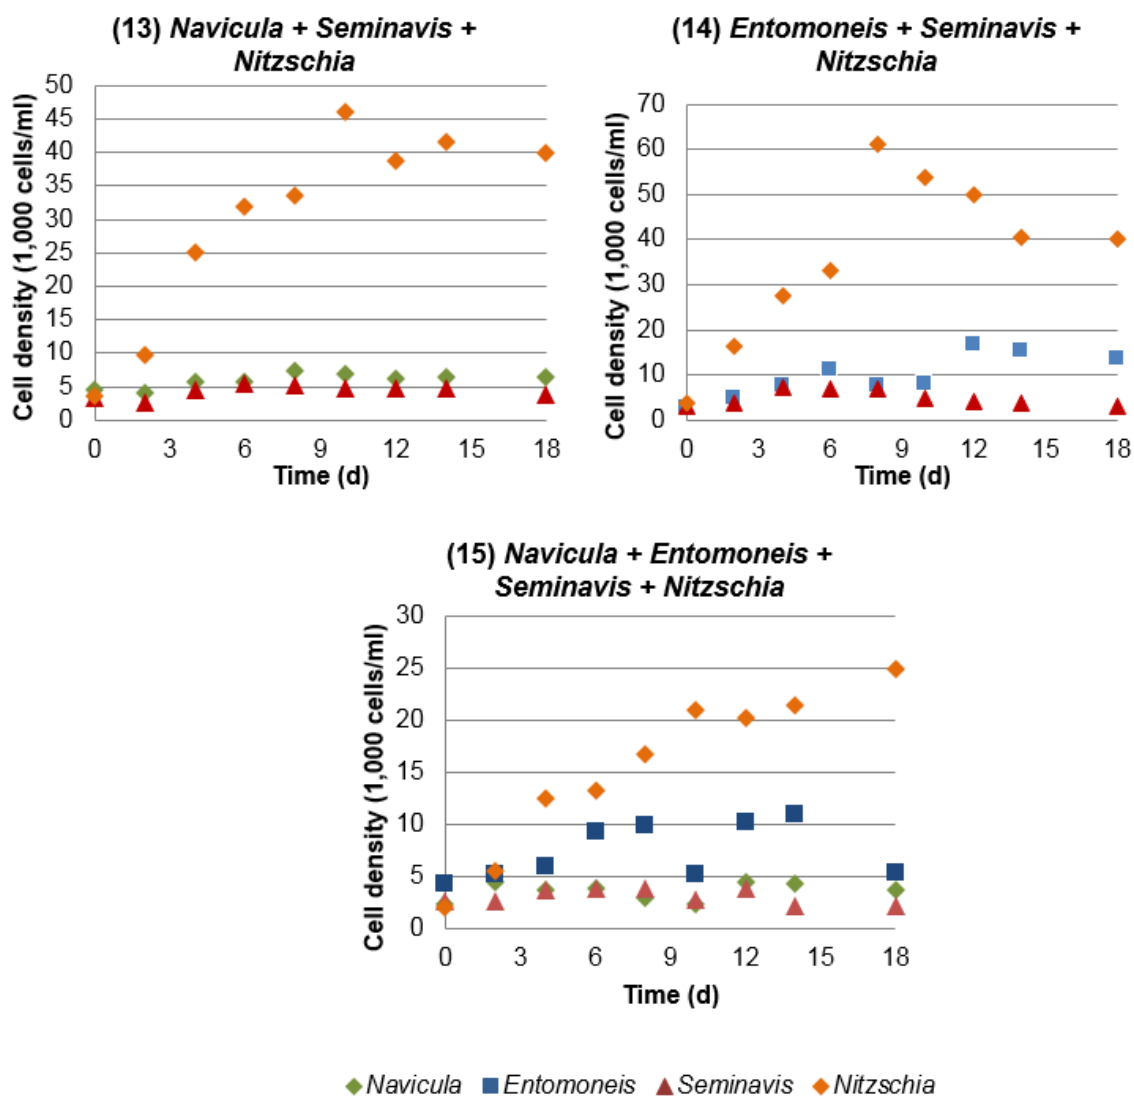 (13) Navicula + Seminavis +
Nitzschia
50
45
40
35
30
25
20
15
10
5
0
Cell density (1,000 cells/ml)
0 3 6 9 12 15 18
Time (d)
(14) Entomoneis + Seminavis +
Nitzschia
70
60
50
40
30
20
10
0
Cell density (1,000 cells/ml)
0 3 6 9 12 15 18
Time (d)
(15) Navicula + Entomoneis +
Seminavis + Nitzschia
30
25
20
15
10
5
0
Cell density (1,000 cells/ml)
0 3 6 9 12 15 18
Time (d)
Navicula Entomoneis Seminavis Nitzschia